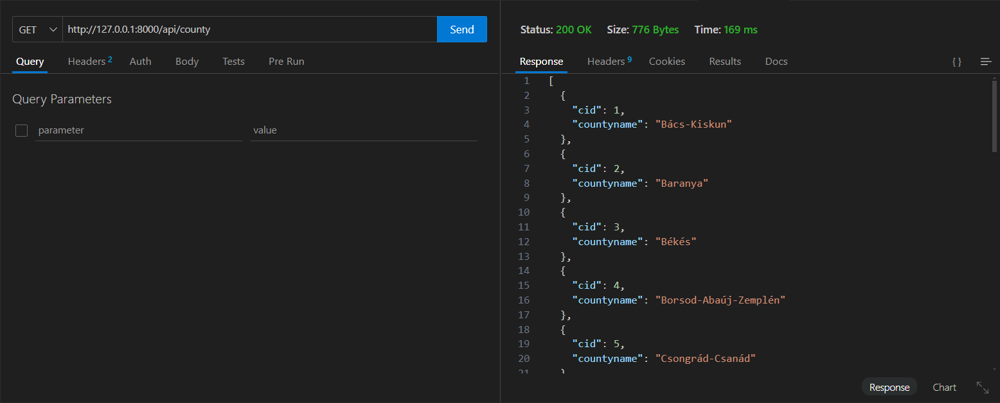 GET http://127.0.0.1:8000/api/county Send
Query Headers 2 Auth Body Tests Pre Run
Query Parameters
parameter value
Status: 200 OK Size: 776 Bytes Time: 169 ms
Response Headers 9 Cookies Results Docs { }
1 [
2 {
3 "cid": 1,
4 "countyname": "Bács-Kiskun"
5 },
6 {
7 "cid": 2,
8 "countyname": "Baranya"
9 },
10 {
11 "cid": 3,
12 "countyname": "Békés"
13 },
14 {
15 "cid": 4,
16 "countyname": "Borsod-Abaúj-Zemplén"
17 },
18 {
19 "cid": 5,
20 "countyname": "Csongrád-Csanád"
21 }
Response Chart